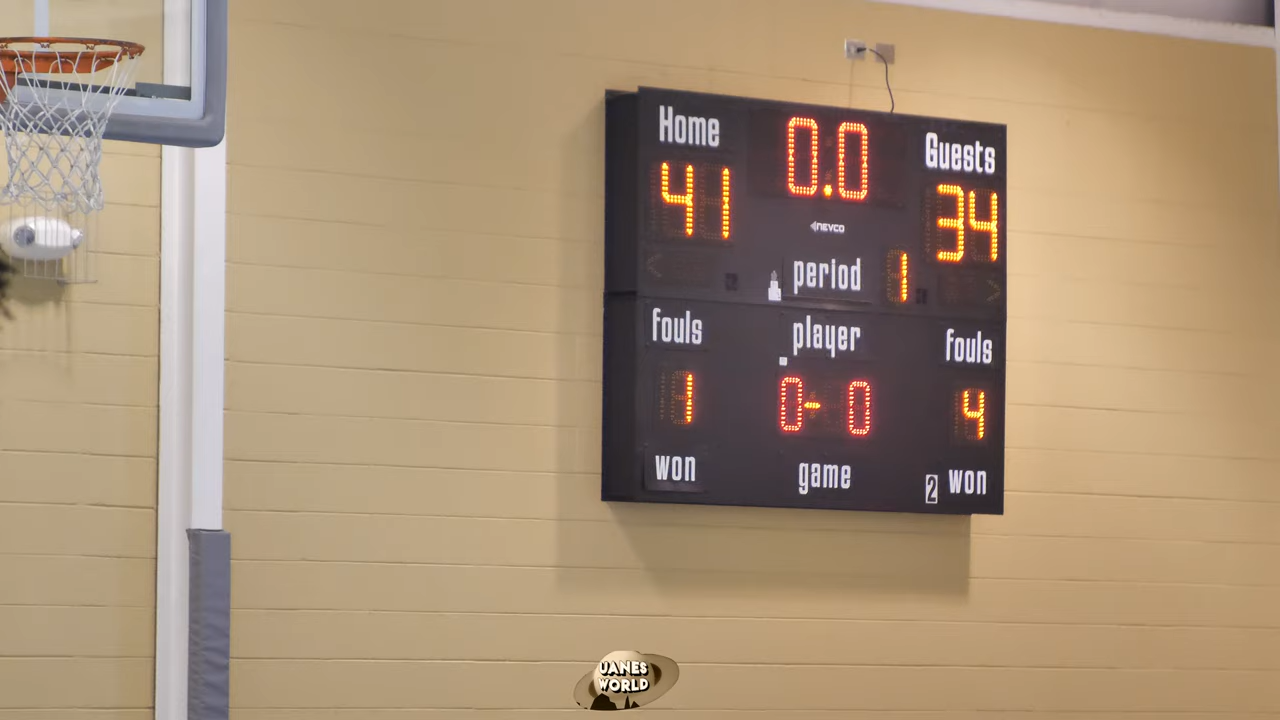 Home 0.0 Guests
41 34
NEVCO
period 1
fouls player fouls
1 0- 0 4
won game 2 won
UANES
WORLD